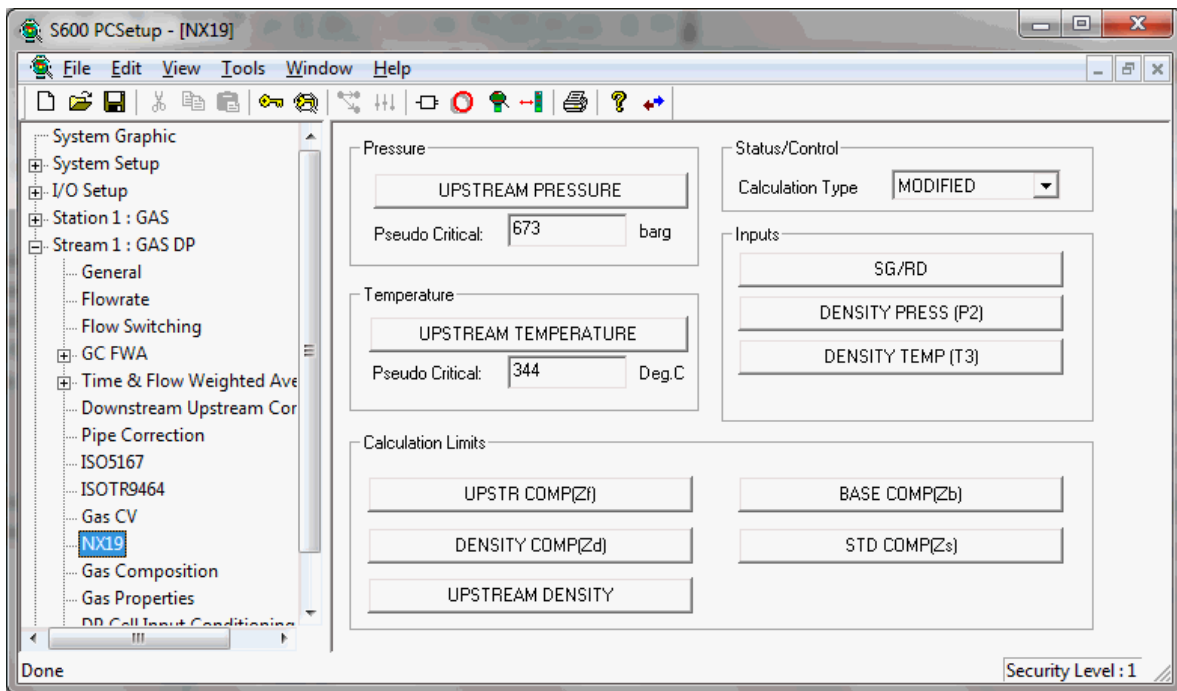 S600 PCSetup - [NX19]
File Edit View Tools Window Help
System Graphic
System Setup
I/O Setup
Station 1 : GAS
Stream 1 : GAS DP
General
Flowrate
Flow Switching
GC FWA
Time & Flow Weighted Ave
Downstream Upstream Cor
Pipe Correction
ISO5167
ISOTR9464
Gas CV
NX19
Gas Composition
Gas Properties
DP Cell Input Conditioning
Pressure
UPSTREAM PRESSURE
Pseudo Critical: 673 barg
Temperature
UPSTREAM TEMPERATURE
Pseudo Critical: 344 Deg.C
Status/Control
Calculation Type MODIFIED
Inputs
SG/RD
DENSITY PRESS (P2)
DENSITY TEMP (T3)
Calculation Limits
UPSTR COMP(Zf)
BASE COMP(Zb)
DENSITY COMP(Zd)
STD COMP(Zs)
UPSTREAM DENSITY
Done
Security Level : 1